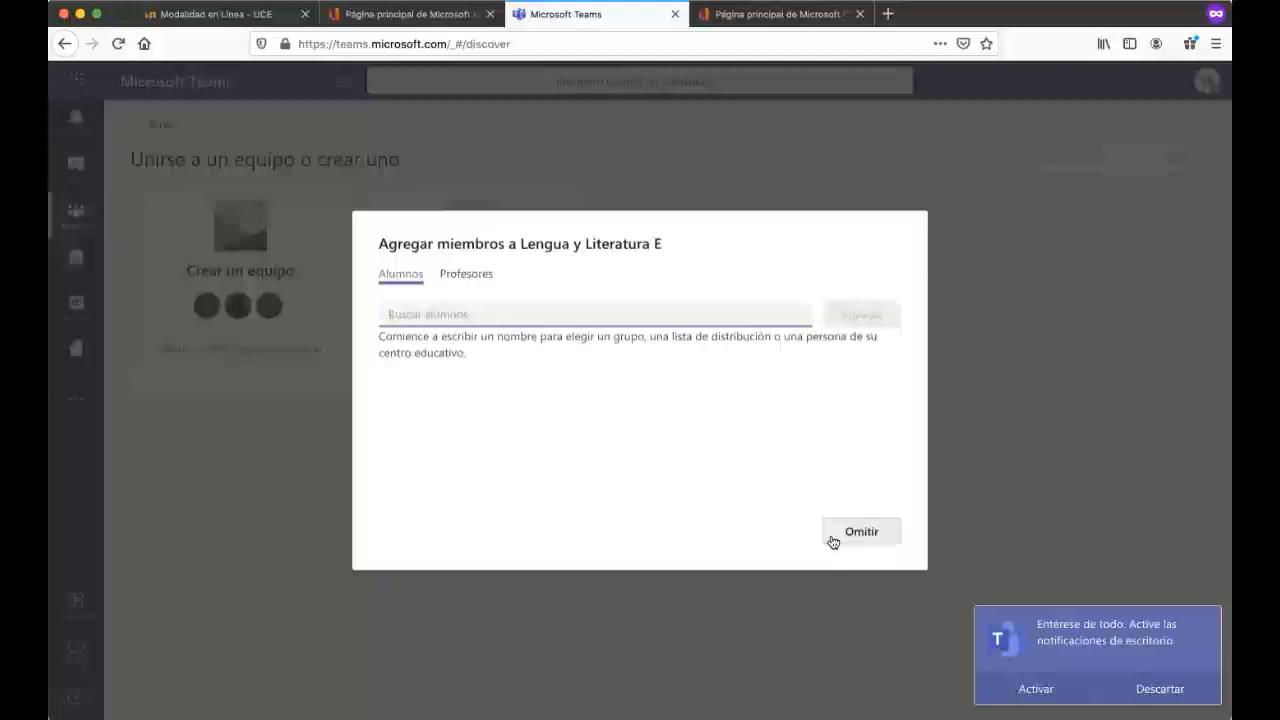 Modalidad en Línea - UCE
Página principal de Microsoft
Microsoft Teams
Página principal de Microsoft
https://teams.microsoft.com/_#/discover
Microsoft Teams
Unirse a un equipo o crear uno
Crear un equipo
Agregar miembros a Lengua y Literatura E
Alumnos Profesores
Buscar alumnos
Agregar
Comience a escribir un nombre para elegir un grupo, una lista de distribución o una persona de su
centro educativo.
Omitir
T
Entérese de todo. Active las
notificaciones de escritorio.
Activar Descartar